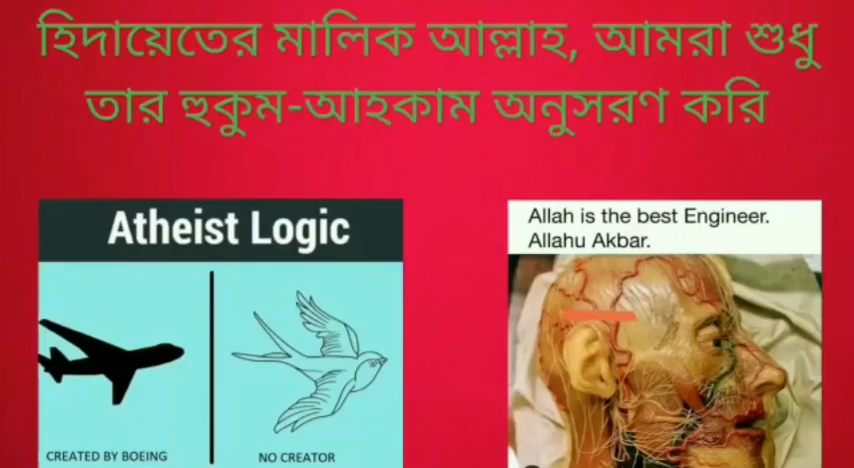 হিদায়েতের মালিক আল্লাহ, আমরা শুধু
তার হুকুম-আহকাম অনুসরণ করি
Atheist Logic
CREATED BY BOEING
NO CREATOR
Allah is the best Engineer.
Allahu Akbar.